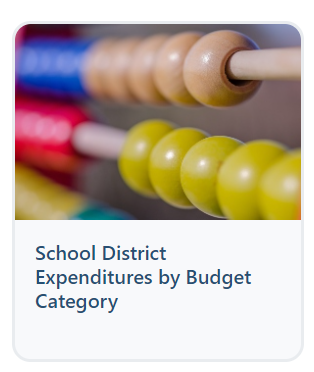 School District
Expenditures by Budget
Category